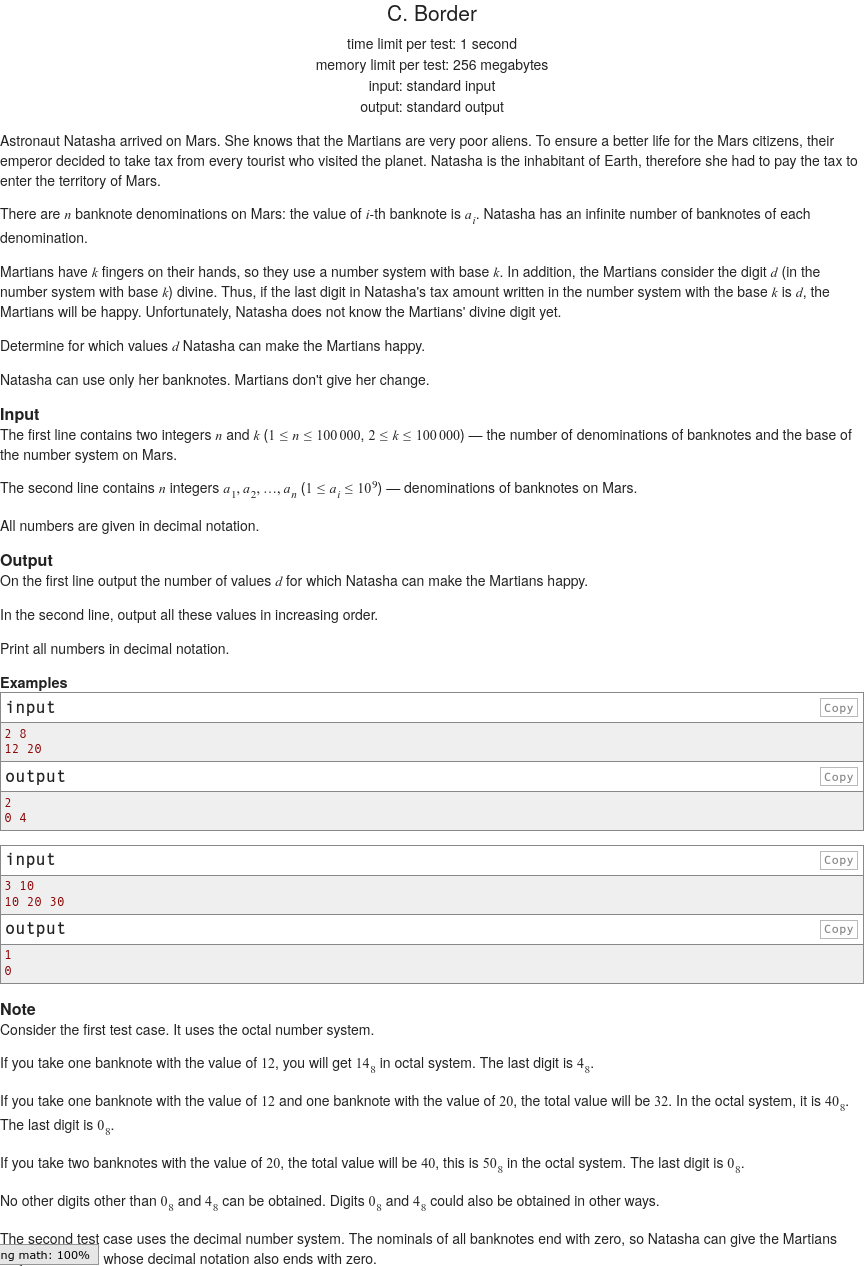 C. Border
time limit per test: 1 second
memory limit per test: 256 megabytes
input: standard input
output: standard output
Astronaut Natasha arrived on Mars. She knows that the Martians are very poor aliens. To ensure a better life for the Mars citizens, their
emperor decided to take tax from every tourist who visited the planet. Natasha is the inhabitant of Earth, therefore she had to pay the tax to
enter the territory of Mars.
There are n banknote denominations on Mars: the value of i-th banknote is a_i. Natasha has an infinite number of banknotes of each
denomination.
Martians have k fingers on their hands, so they use a number system with base k. In addition, the Martians consider the digit d (in the
number system with base k) divine. Thus, if the last digit in Natasha's tax amount written in the number system with the base k is d, the
Martians will be happy. Unfortunately, Natasha does not know the Martians' divine digit yet.
Determine for which values d Natasha can make the Martians happy.
Natasha can use only her banknotes. Martians don't give her change.
Input
The first line contains two integers n and k (1 ≤ n ≤ 100 000, 2 ≤ k ≤ 100 000) — the number of denominations of banknotes and the base of
the number system on Mars.
The second line contains n integers a_1, a_2, …, a_n (1 ≤ a_i ≤ 10^9) — denominations of banknotes on Mars.
All numbers are given in decimal notation.
Output
On the first line output the number of values d for which Natasha can make the Martians happy.
In the second line, output all these values in increasing order.
Print all numbers in decimal notation.
Examples
input Copy
2 8
12 20
output Copy
2
0 4
input Copy
3 10
10 20 30
output Copy
1
0
Note
Consider the first test case. It uses the octal number system.
If you take one banknote with the value of 12, you will get 14_8 in octal system. The last digit is 4_8.
If you take one banknote with the value of 12 and one banknote with the value of 20, the total value will be 32. In the octal system, it is 40_8.
The last digit is 0_8.
If you take two banknotes with the value of 20, the total value will be 40, this is 50_8 in the octal system. The last digit is 0_8.
No other digits other than 0_8 and 4_8 can be obtained. Digits 0_8 and 4_8 could also be obtained in other ways.
The second test case uses the decimal number system. The nominals of all banknotes end with zero, so Natasha can give the Martians
ng math: 100% whose decimal notation also ends with zero.